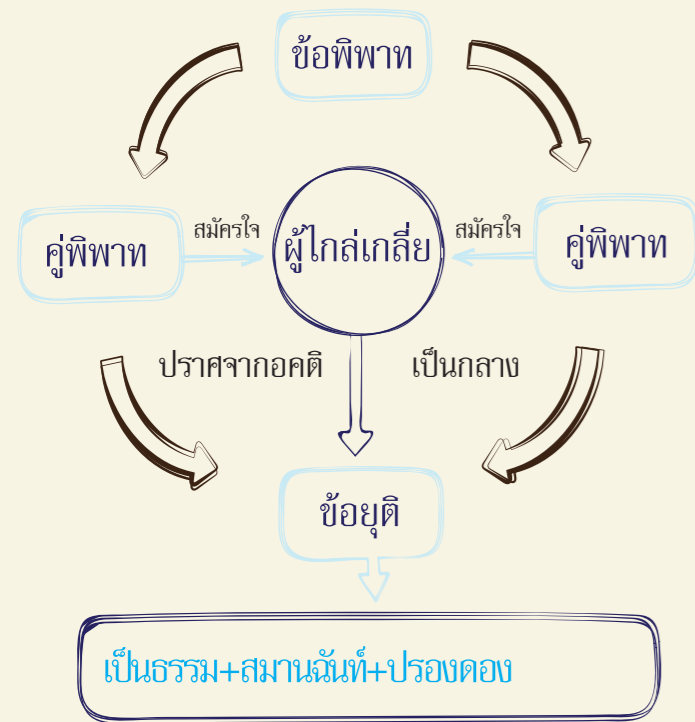 ข้อพิพาท
สมัครใจ
สมัครใจ
คู่พิพาท
ผู้ไกล่เกลี่ย
คู่พิพาท
ปราศจากอคติ
เป็นกลาง
ข้อยุติ
เป็นธรรม+สมานฉันท์+ปรองดอง